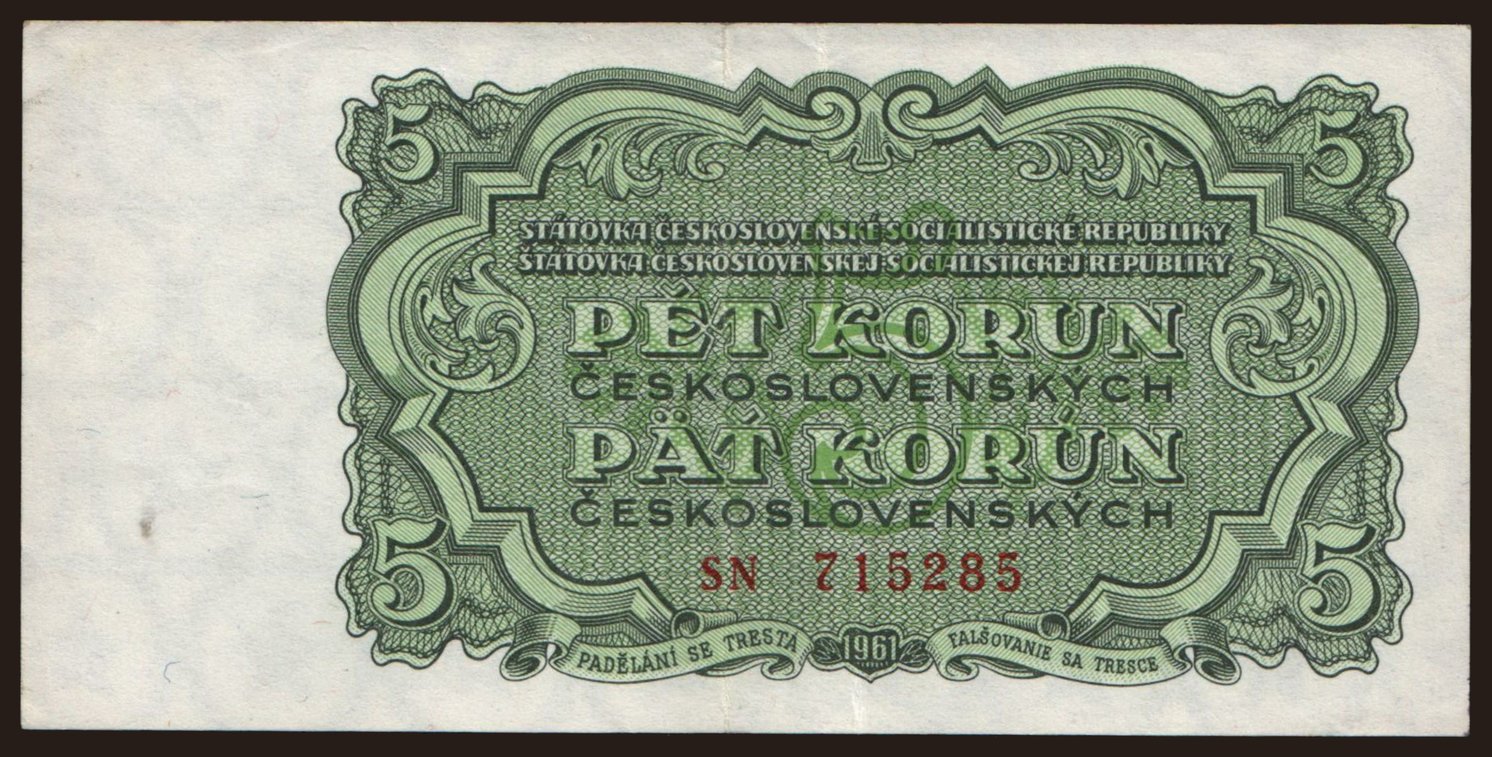 5 5
STÁTOVKA ČESKOSLOVENSKÉ SOCIALISTICKÉ REPUBLIKY
ŠTÁTOVKA ČESKOSLOVENSKEJ SOCIALISTICKEJ REPUBLIKY
PĚT KORUN
ČESKOSLOVENSKÝCH
PÄŤ KORÚN
ČESKOSLOVENSKÝCH
SN 715285
5 5
PADĚLÁNÍ SE TRESTÁ 1961 FALŠOVANIE SA TRESCE